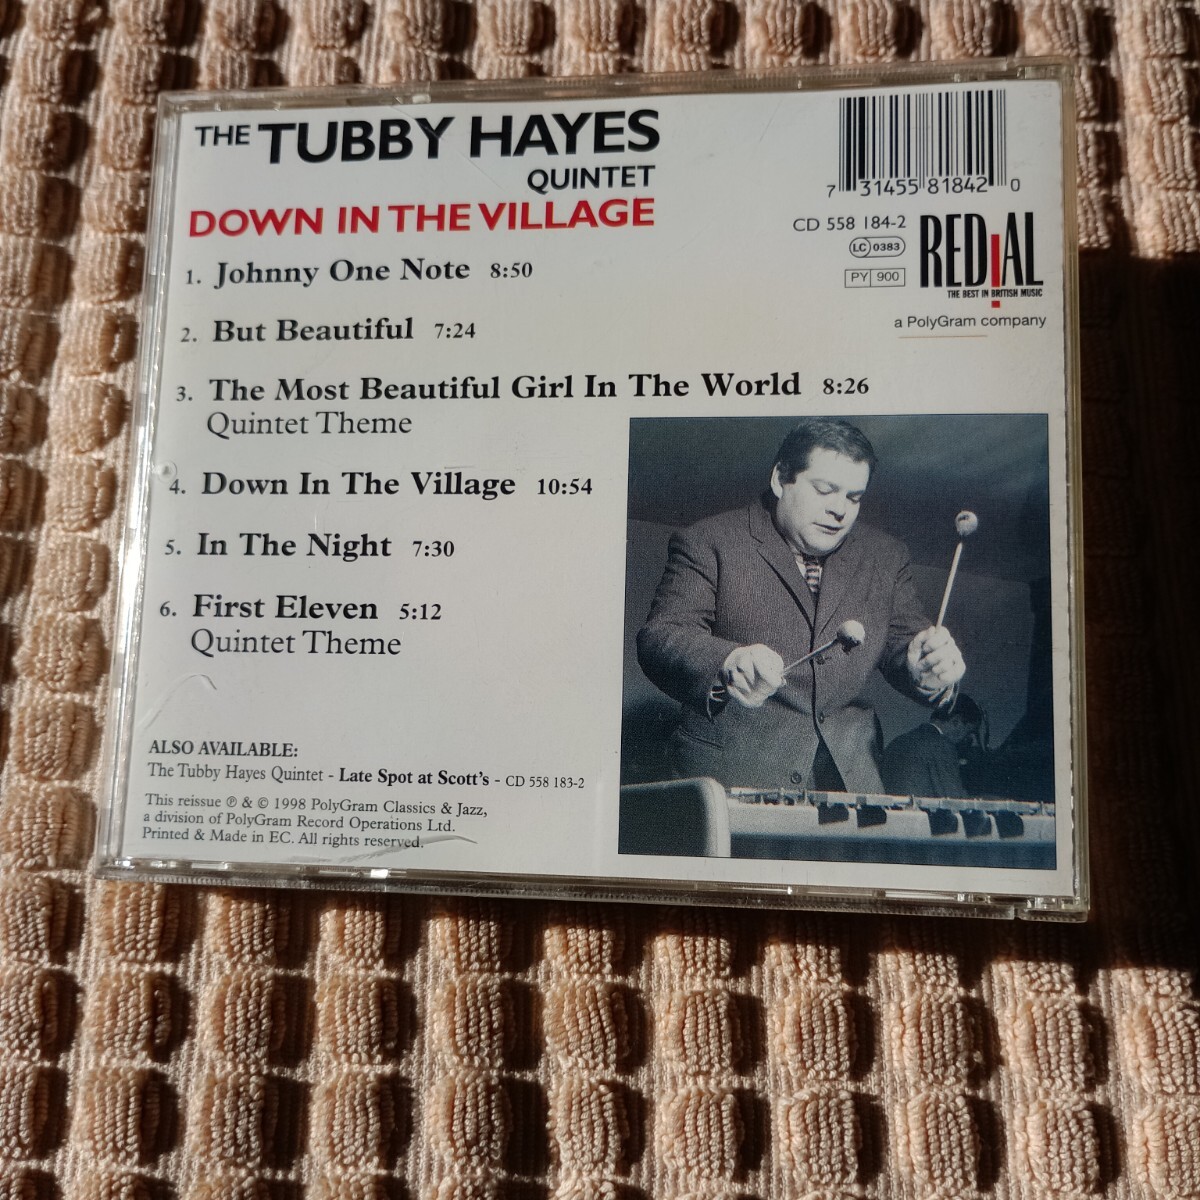 THE TUBBY HAYES
QUINTET
DOWN IN THE VILLAGE
1. Johnny One Note 8:50
2. But Beautiful 7:24
3. The Most Beautiful Girl In The World 8:26
Quintet Theme
4. Down In The Village 10:54
5. In The Night 7:30
6. First Eleven 5:12
Quintet Theme
ALSO AVAILABLE:
The Tubby Hayes Quintet - Late Spot at Scott's - CD 558 183-2
This reissue ℗ & © 1998 PolyGram Classics & Jazz,
a division of PolyGram Record Operations Ltd.
Printed & Made in EC. All rights reserved.
7 31455 81842 0
CD 558 184-2
LC 0383
PY 900
REDIAL
THE BEST IN BRITISH MUSIC
a PolyGram company